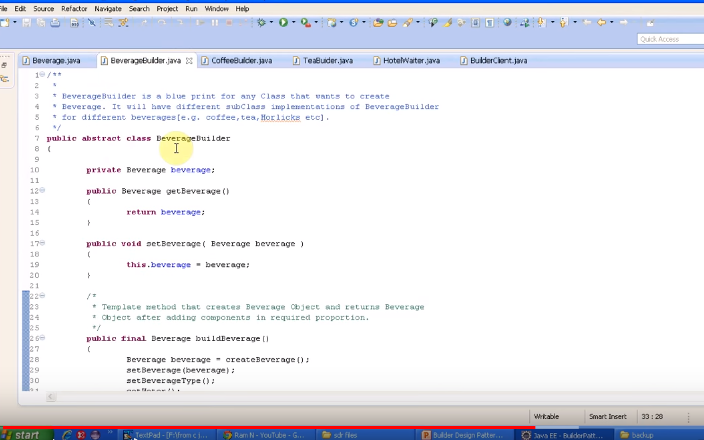 File Edit Source Refactor Navigate Search Project Run Window Help
Quick Access
Beverage.java BeverageBuilder.java CoffeeBuilder.java TeaBuider.java HotelWaiter.java BuilderClient.java
1 /**
2 *
3 * BeverageBuilder is a blue print for any Class that wants to create
4 * Beverage. It will have different subClass implementations of BeverageBuilder
5 * for different beverages[e.g. coffee,tea,Horlicks etc].
6 */
7 public abstract class BeverageBuilder
8 {
9
10 private Beverage beverage;
11
12 public Beverage getBeverage()
13 {
14 return beverage;
15 }
16
17 public void setBeverage( Beverage beverage )
18 {
19 this.beverage = beverage;
20 }
21
22 /*
23 * Template method that creates Beverage Object and returns Beverage
24 * Object after adding components in required proportion.
25 */
26 public final Beverage buildBeverage()
27 {
28 Beverage beverage = createBeverage();
29 setBeverage(beverage);
30 setBeverageType();
Writable Smart Insert 33 : 28
start TextPad - [F:\from c )... Ram N - YouTube - G... sdr files Builder Design Patter... Java EE - BuilderPatt... backup